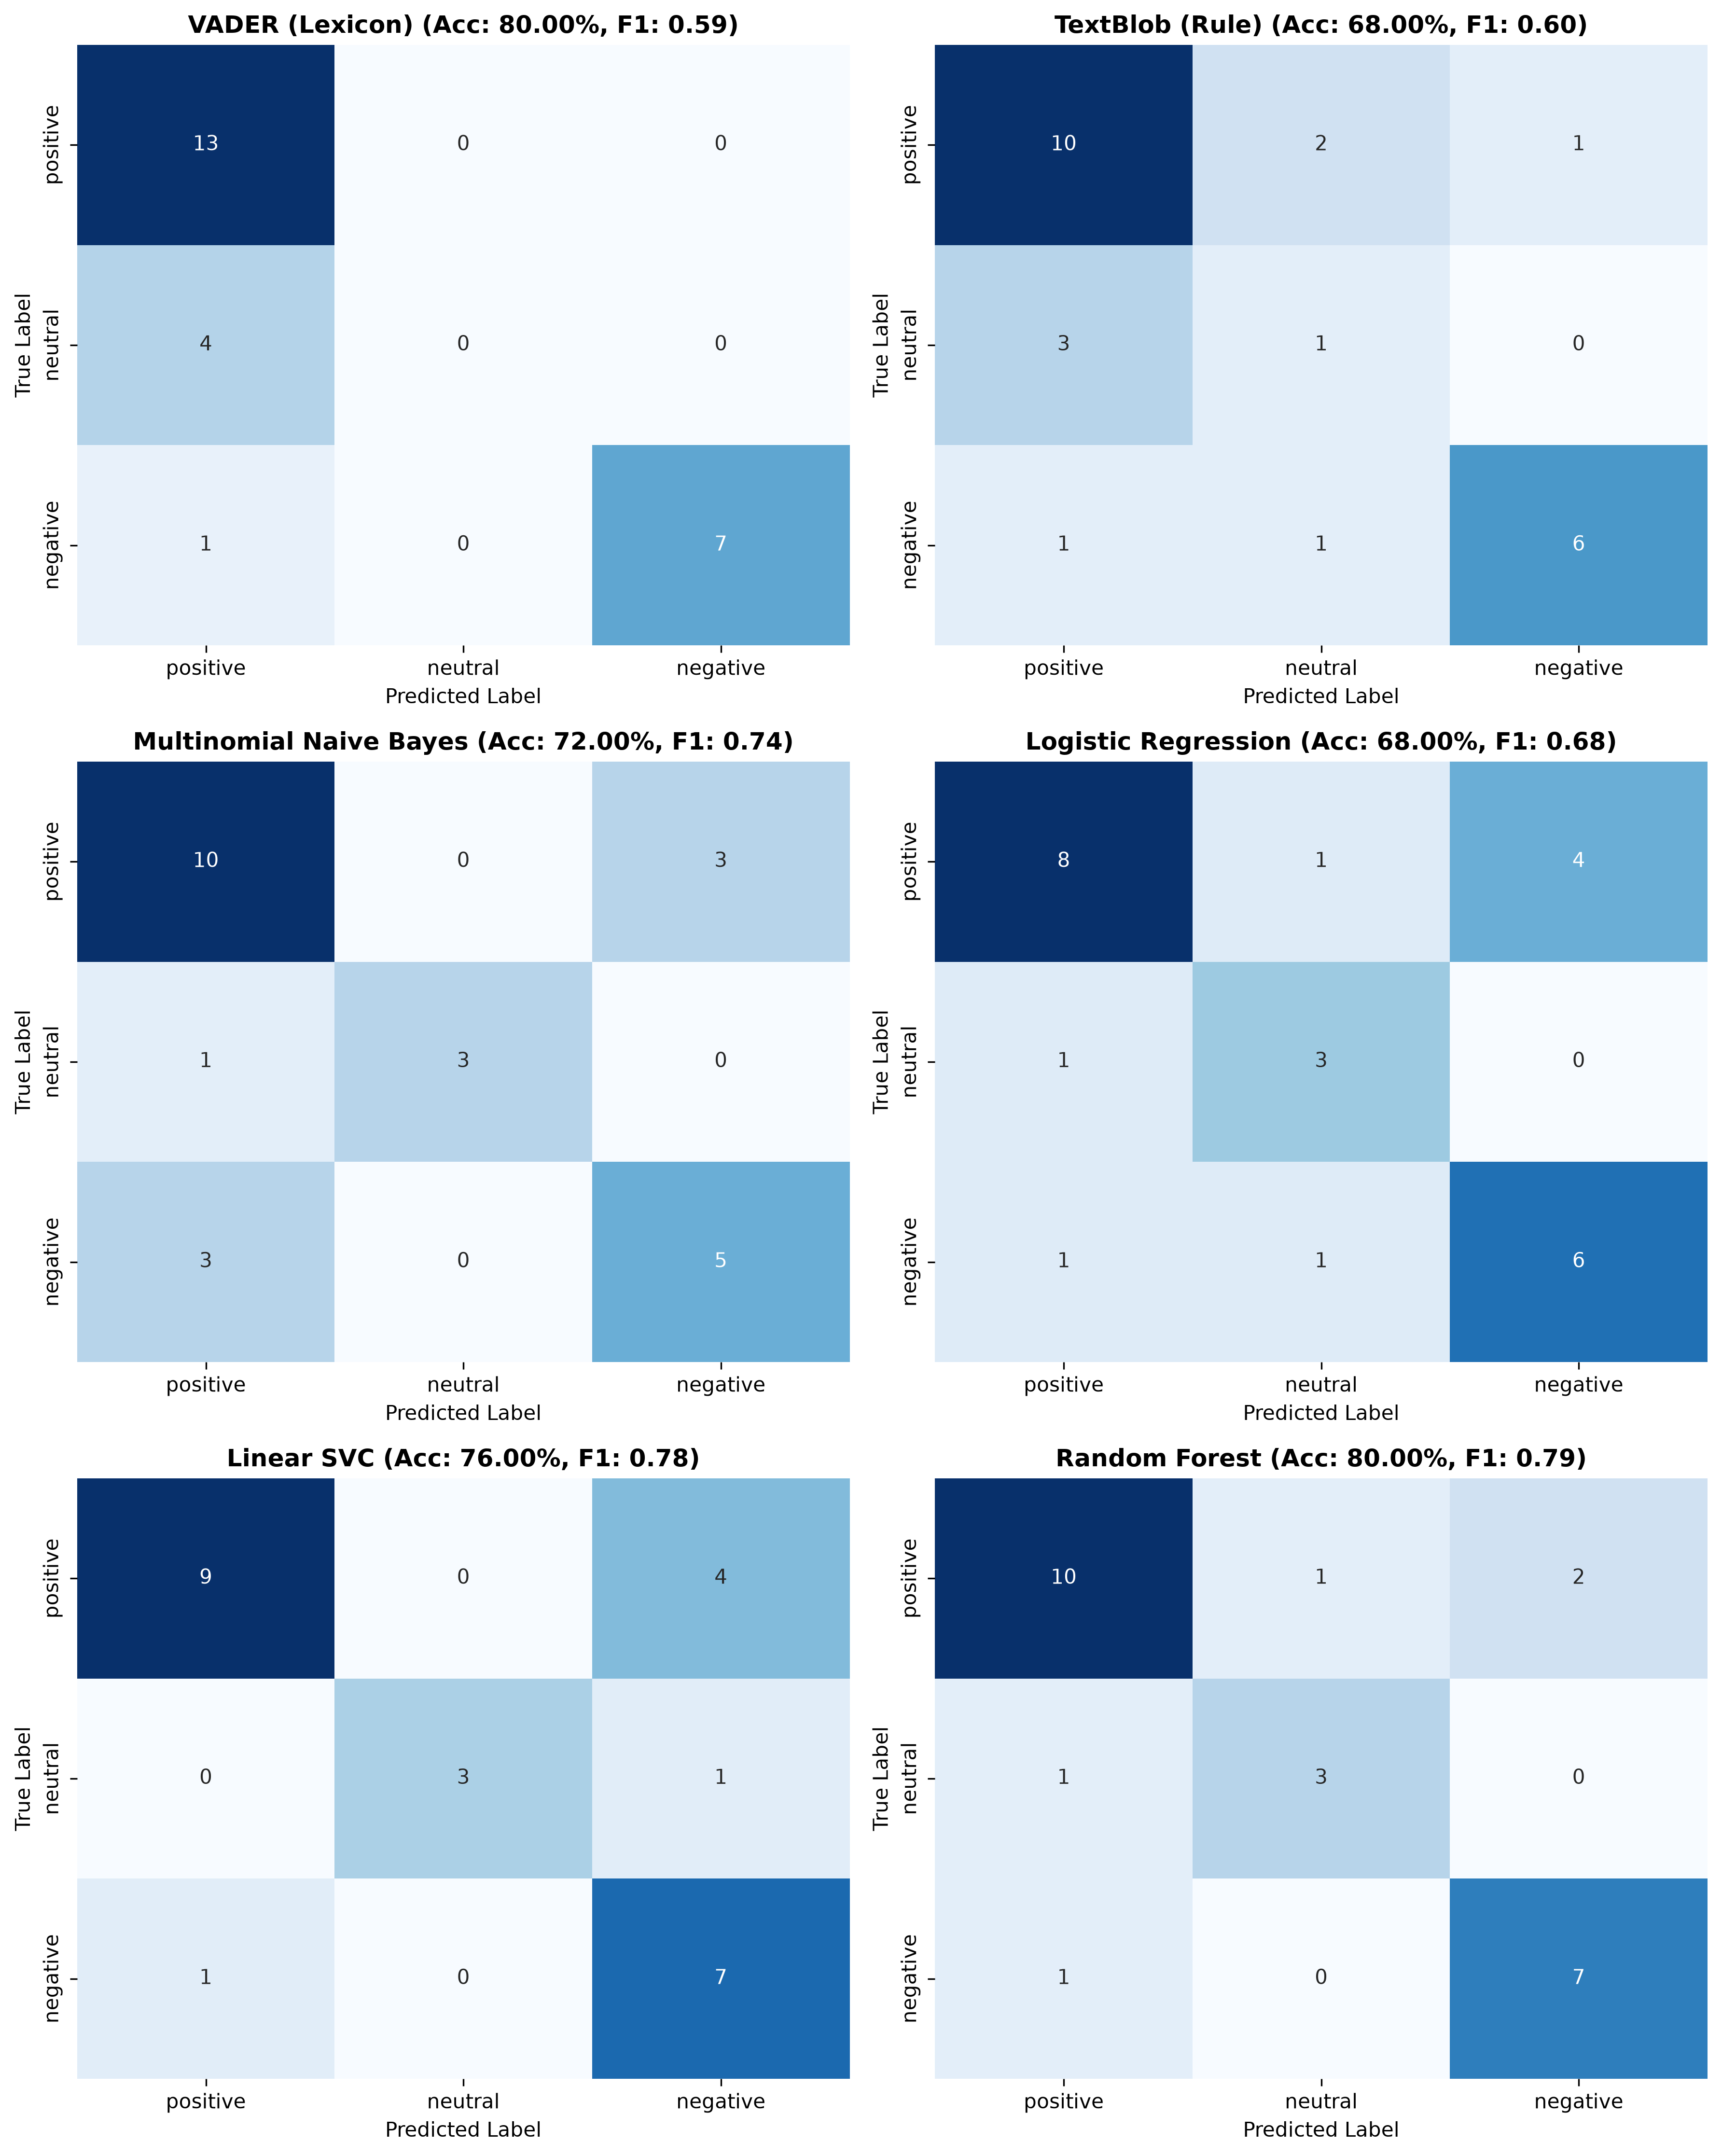 VADER (Lexicon) (Acc: 80.00%, F1: 0.59)
True Label
positive
13 0 0
neutral
4 0 0
negative
1 0 7
positive neutral negative
Predicted Label
TextBlob (Rule) (Acc: 68.00%, F1: 0.60)
True Label
positive
10 2 1
neutral
3 1 0
negative
1 1 6
positive neutral negative
Predicted Label
Multinomial Naive Bayes (Acc: 72.00%, F1: 0.74)
True Label
positive
10 0 3
neutral
1 3 0
negative
3 0 5
positive neutral negative
Predicted Label
Logistic Regression (Acc: 68.00%, F1: 0.68)
True Label
positive
8 1 4
neutral
1 3 0
negative
1 1 6
positive neutral negative
Predicted Label
Linear SVC (Acc: 76.00%, F1: 0.78)
True Label
positive
9 0 4
neutral
0 3 1
negative
1 0 7
positive neutral negative
Predicted Label
Random Forest (Acc: 80.00%, F1: 0.79)
True Label
positive
10 1 2
neutral
1 3 0
negative
1 0 7
positive neutral negative
Predicted Label